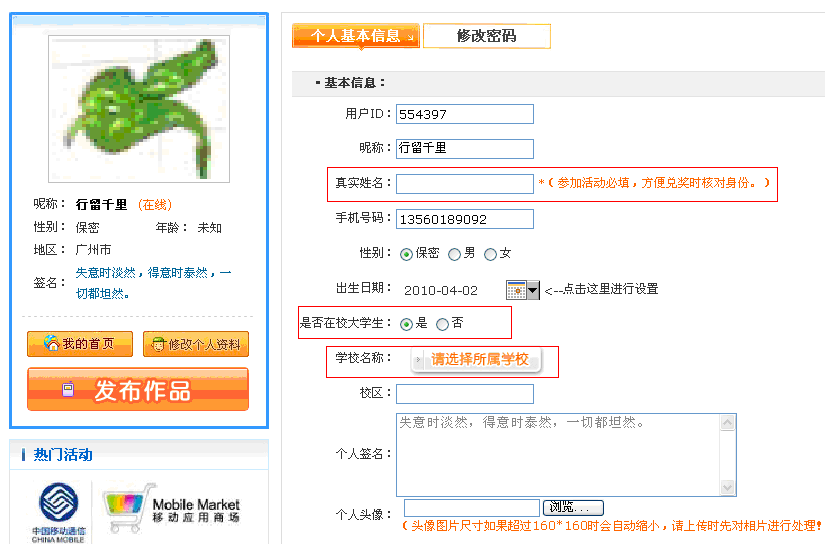 昵称： 行留千里 (在线)
性别： 保密 年龄： 未知
地区： 广州市
签名： 失意时淡然，得意时泰然，一
切都坦然。
我的首页 修改个人资料
发布作品
热门活动
中国移动通信
CHINA MOBILE
Mobile Market
移动应用商场
个人基本信息 修改密码
▪ 基本信息：
用户ID： 554397
昵称： 行留千里
真实姓名： *（参加活动必填，方便兑奖时核对身份。）
手机号码： 13560189092
性别： 保密 男 女
出生日期： 2010-04-02 <--点击这里进行设置
是否在校大学生： 是 否
学校名称： 请选择所属学校
校区：
个人签名： 失意时淡然，得意时泰然，一切都坦然。
个人头像： 浏览...
（头像图片尺寸如果超过160*160时会自动缩小，请上传时先对相片进行处理!